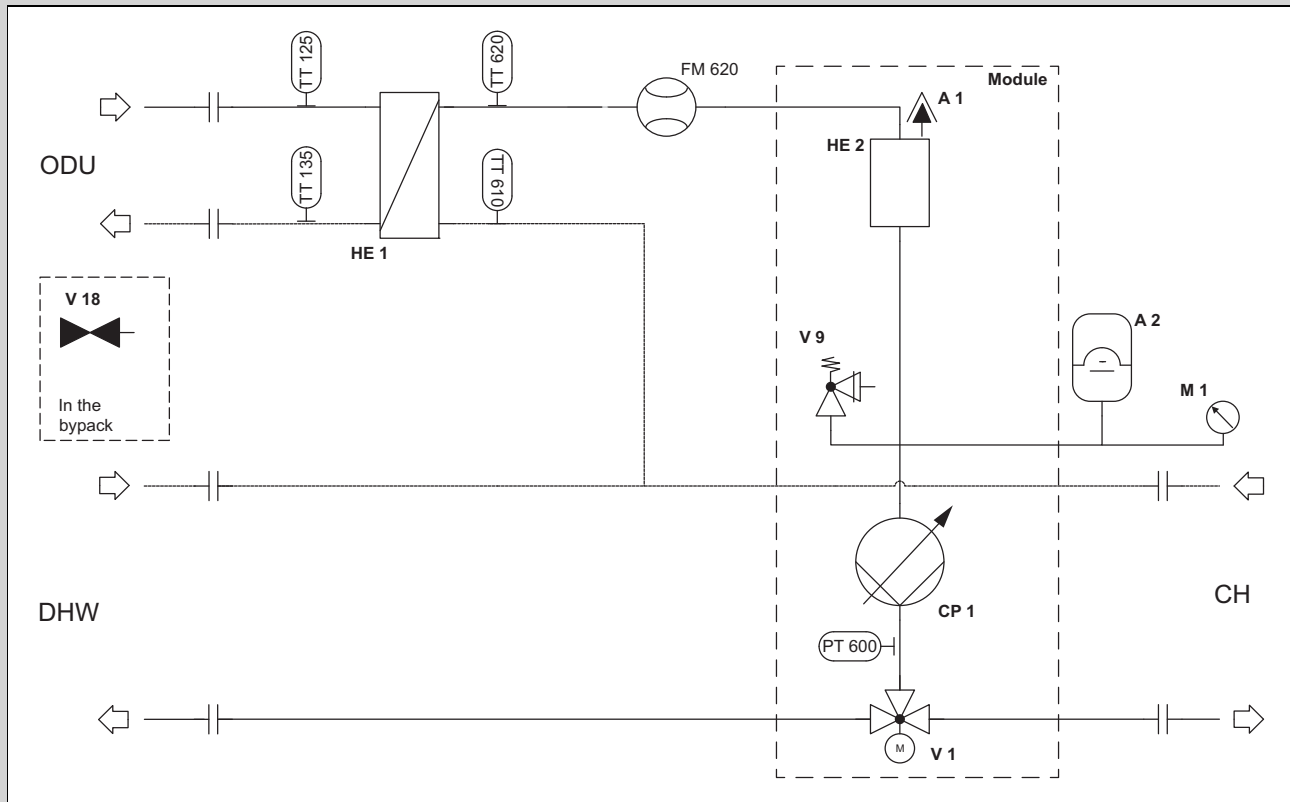 TT 125
TT 620
FM 620
Module
A 1
HE 2
ODU
TT 135
TT 610
HE 1
V 18
In the
bypack
V 9
A 2
M 1
CP 1
DHW
CH
PT 600
M
V 1